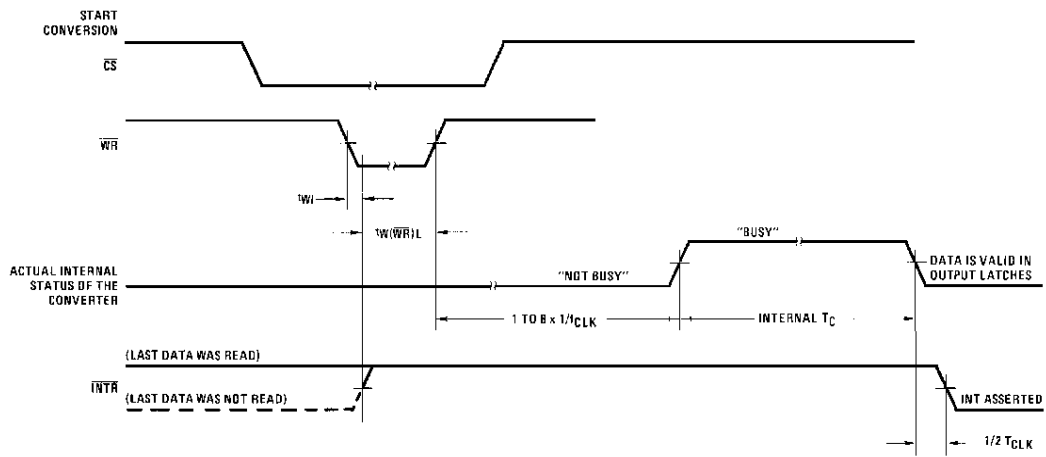 START
CONVERSION
CS
WR
tWI
tW(WR)L
"BUSY"
"NOT BUSY"
ACTUAL INTERNAL
STATUS OF THE
CONVERTER
DATA IS VALID IN
OUTPUT LATCHES
1 TO 8 x 1/fCLK
INTERNAL TC
(LAST DATA WAS READ)
INTR
(LAST DATA WAS NOT READ)
INT ASSERTED
1/2 TCLK